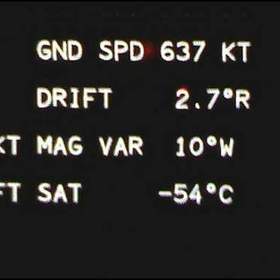 GND SPD 637 KT
DRIFT 2.7°R
KT MAG VAR 10°W
FT SAT -54°C